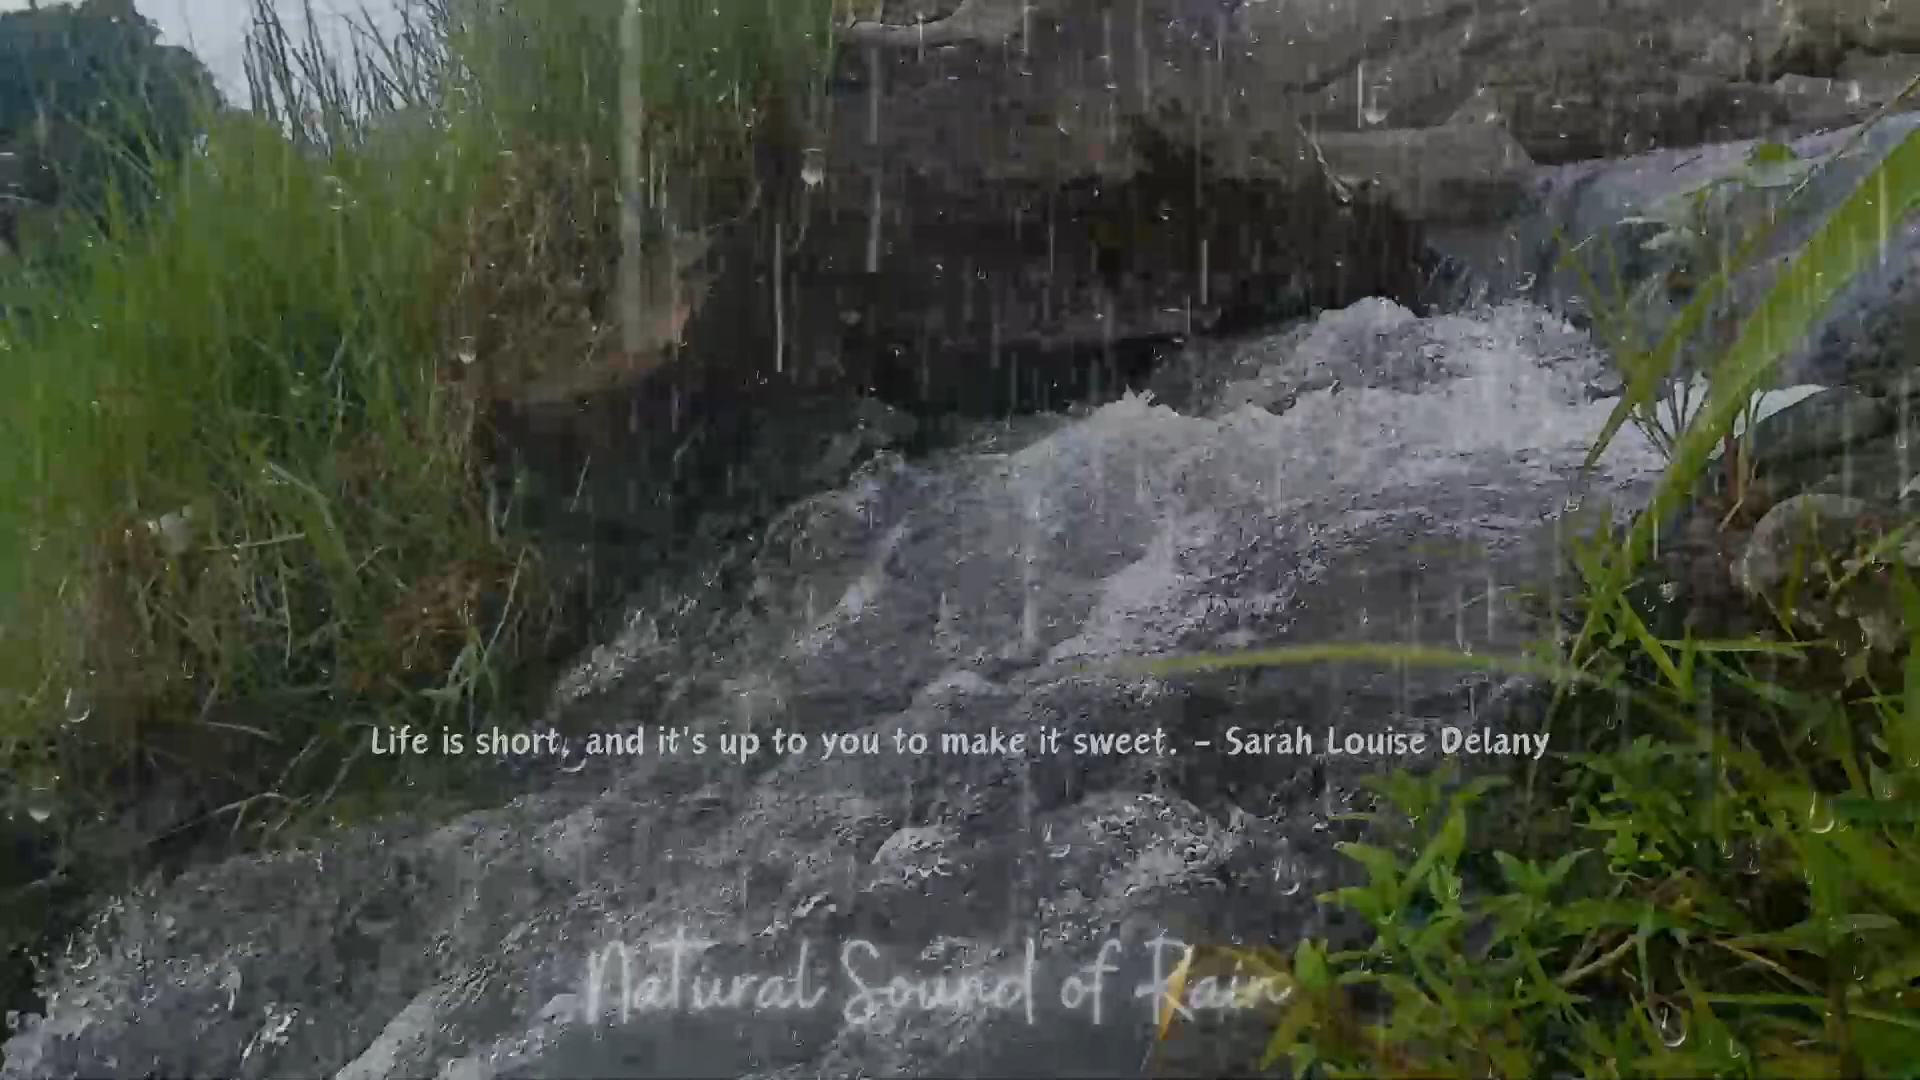 Life is short, and it's up to you to make it sweet. – Sarah Louise Delany
Natural Sound of Rain